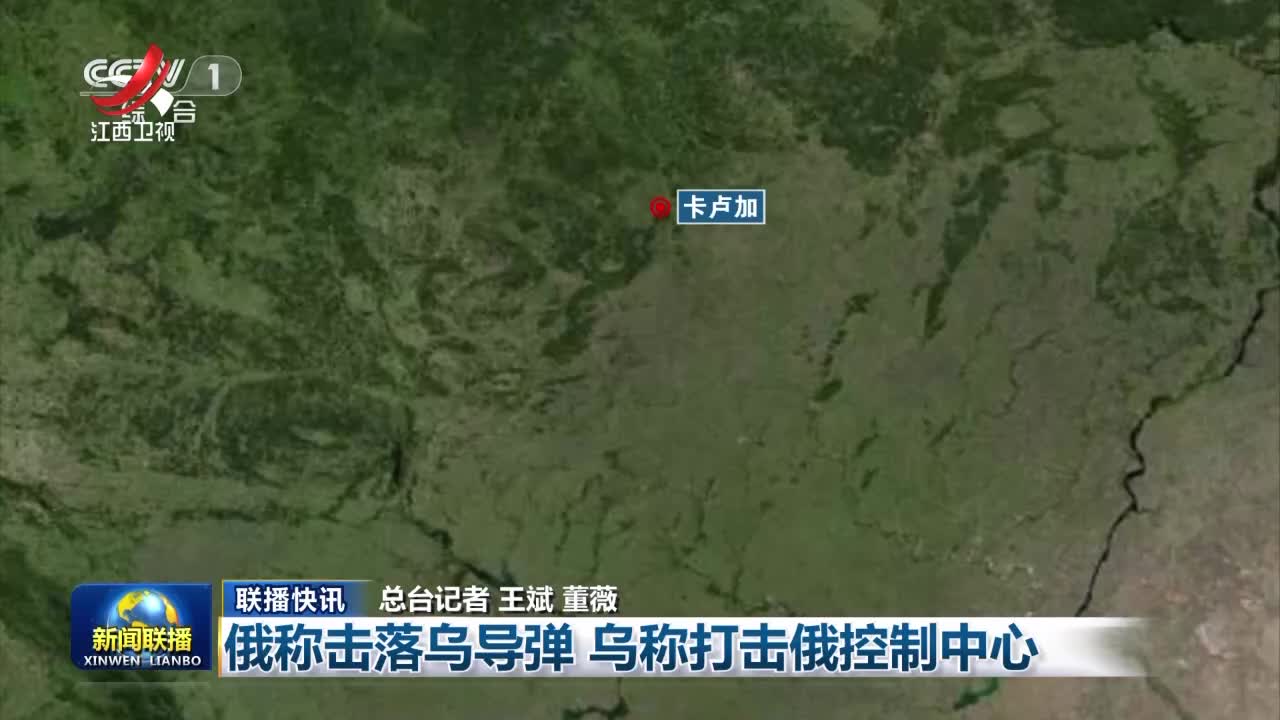 CCTV 1
综合
江西卫视
卡卢加
联播快讯 总台记者 王斌 董薇
新闻联播
XINWEN LIANBO
俄称击落乌导弹 乌称打击俄控制中心